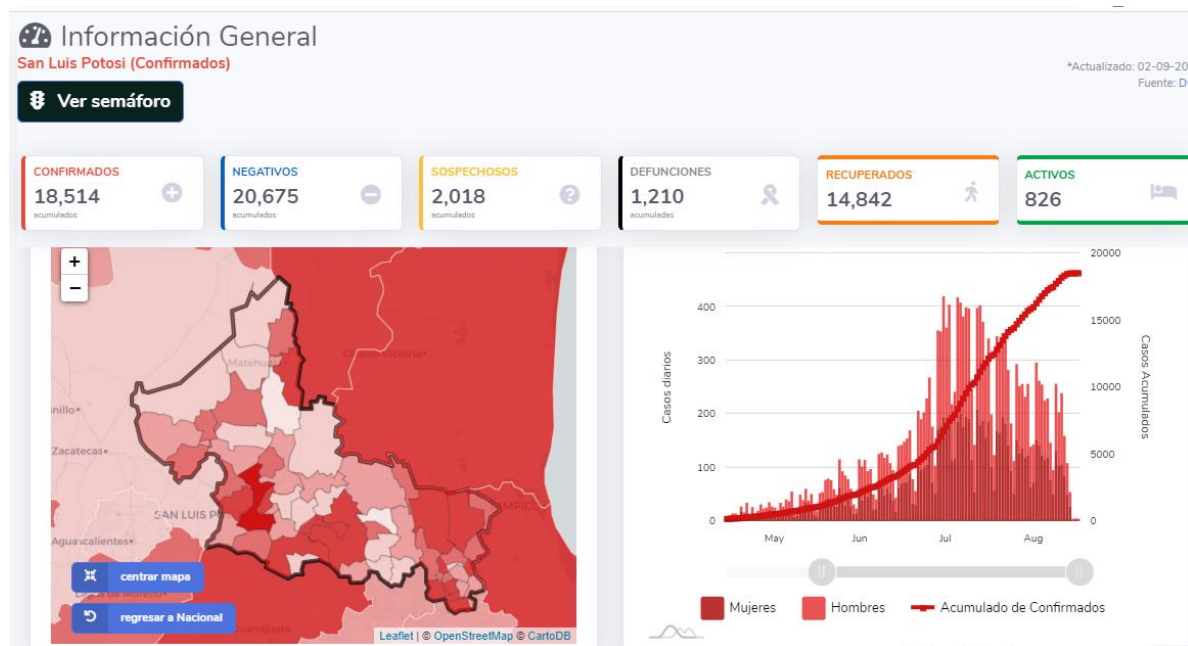 Información General
San Luis Potosi (Confirmados)
*Actualizado: 02-09-20
Fuente: D
Ver semáforo
CONFIRMADOS
18,514
acumulados
NEGATIVOS
20,675
acumulados
SOSPECHOSOS
2,018
acumulados
DEFUNCIONES
1,210
acumuladas
RECUPERADOS
14,842
ACTIVOS
826
+
−
Matehuala
Ciudad Victoria
Zacatecas
SAN LUIS P
Aguascalientes
Lagos de Moreno
Guanajuato
centrar mapa
regresar a Nacional
Leaflet | © OpenStreetMap © CartoDB
Casos diarios
400
300
200
100
0
20000
15000
10000
5000
0
Casos Acumulados
May
Jun
Jul
Aug
Mujeres
Hombres
Acumulado de Confirmados